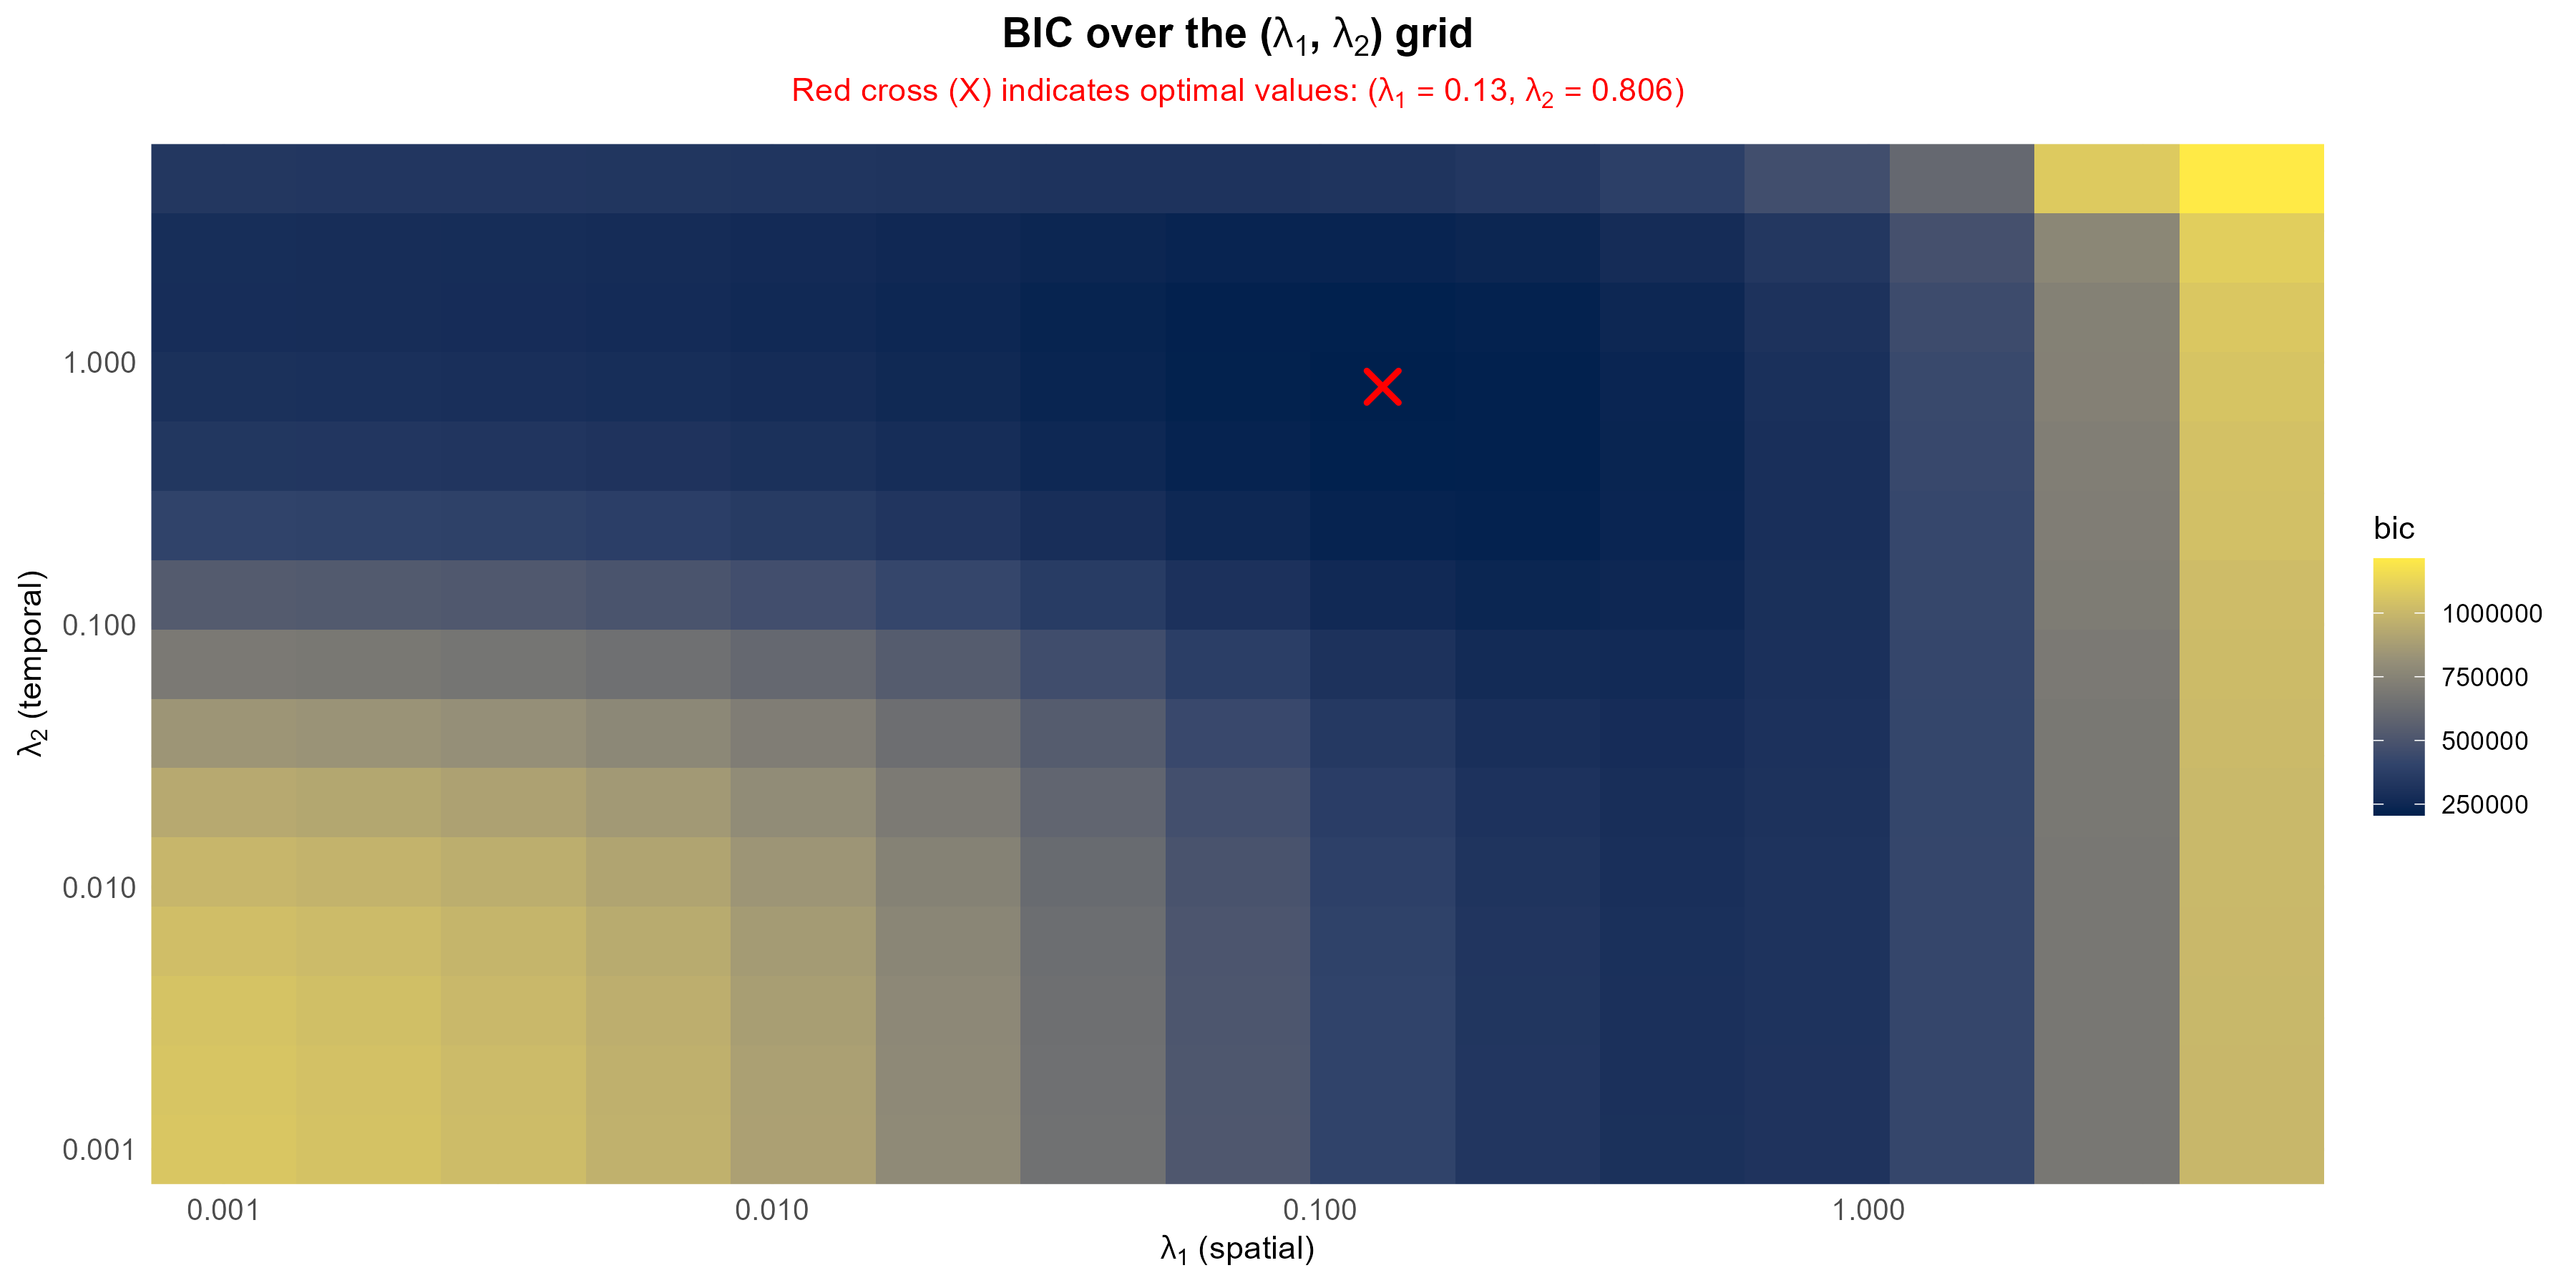 BIC over the (λ₁, λ₂) grid
Red cross (X) indicates optimal values: (λ₁ = 0.13, λ₂ = 0.806)
λ₂ (temporal)
1.000
0.100
0.010
0.001
0.001 0.010 0.100 1.000
λ₁ (spatial)
bic
1000000
750000
500000
250000